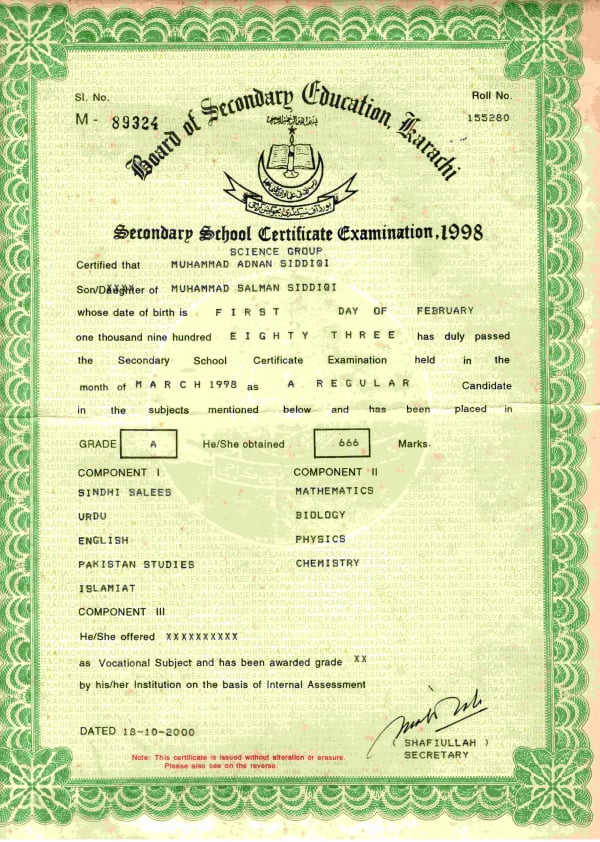 Sl. No.
Roll No.
M - 89324
155280
Board of Secondary Education, Karachi
Secondary School Certificate Examination, 1998
SCIENCE GROUP
Certified that MUHAMMAD ADNAN SIDDIQI
Son/Daughter of MUHAMMAD SALMAN SIDDIQI
whose date of birth is FIRST DAY OF FEBRUARY
one thousand nine hundred EIGHTY THREE has duly passed
the Secondary School Certificate Examination held in the
month of MARCH 1998 as A REGULAR Candidate
in the subjects mentioned below and has been placed in
GRADE A He/She obtained 666 Marks.
COMPONENT I COMPONENT II
SINDHI SALEES MATHEMATICS
URDU BIOLOGY
ENGLISH PHYSICS
PAKISTAN STUDIES CHEMISTRY
ISLAMIAT
COMPONENT III
He/She offered XXXXXXXXXX
as Vocational Subject and has been awarded grade XX
by his/her Institution on the basis of Internal Assessment
DATED 18-10-2000
( SHAFIULLAH )
SECRETARY
Note: This certificate is issued without alteration or erasure.
Please also see on the reverse.